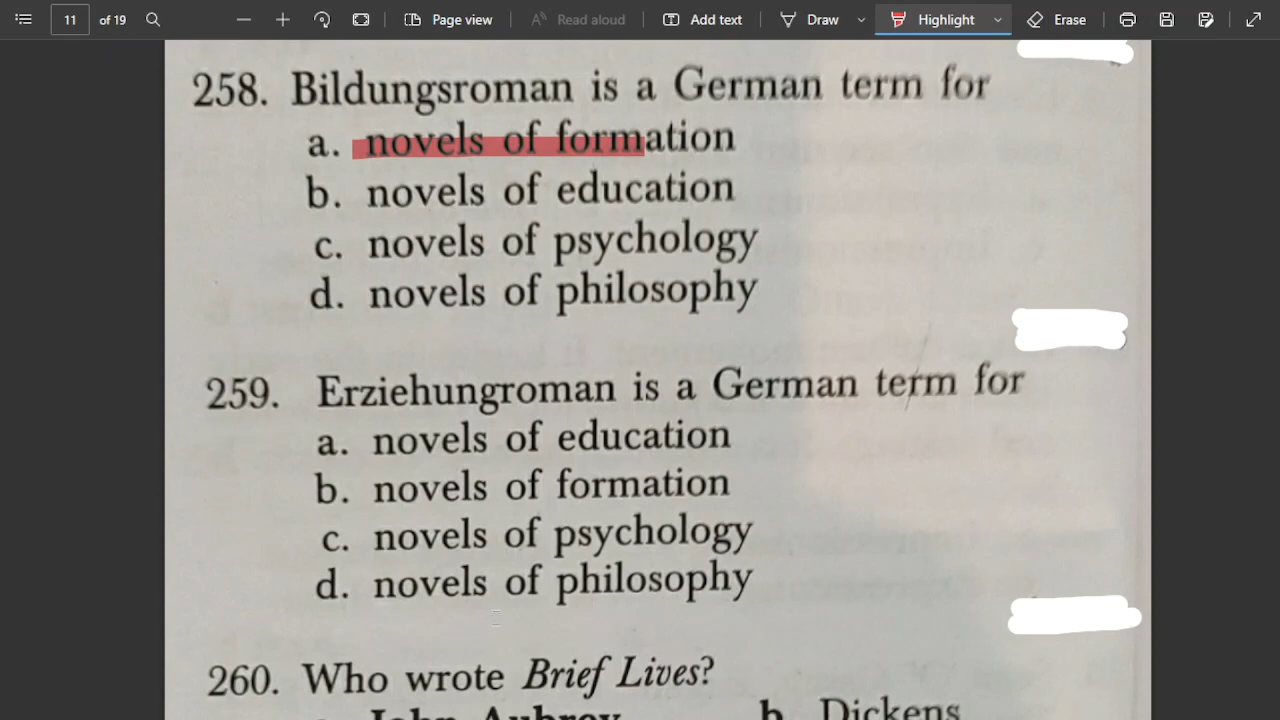 11 of 19 Page view Read aloud Add text Draw Highlight Erase
258. Bildungsroman is a German term for
a. novels of formation
b. novels of education
c. novels of psychology
d. novels of philosophy
259. Erziehungroman is a German term for
a. novels of education
b. novels of formation
c. novels of psychology
d. novels of philosophy
260. Who wrote Brief Lives?
a. John Aubrey b. Dickens